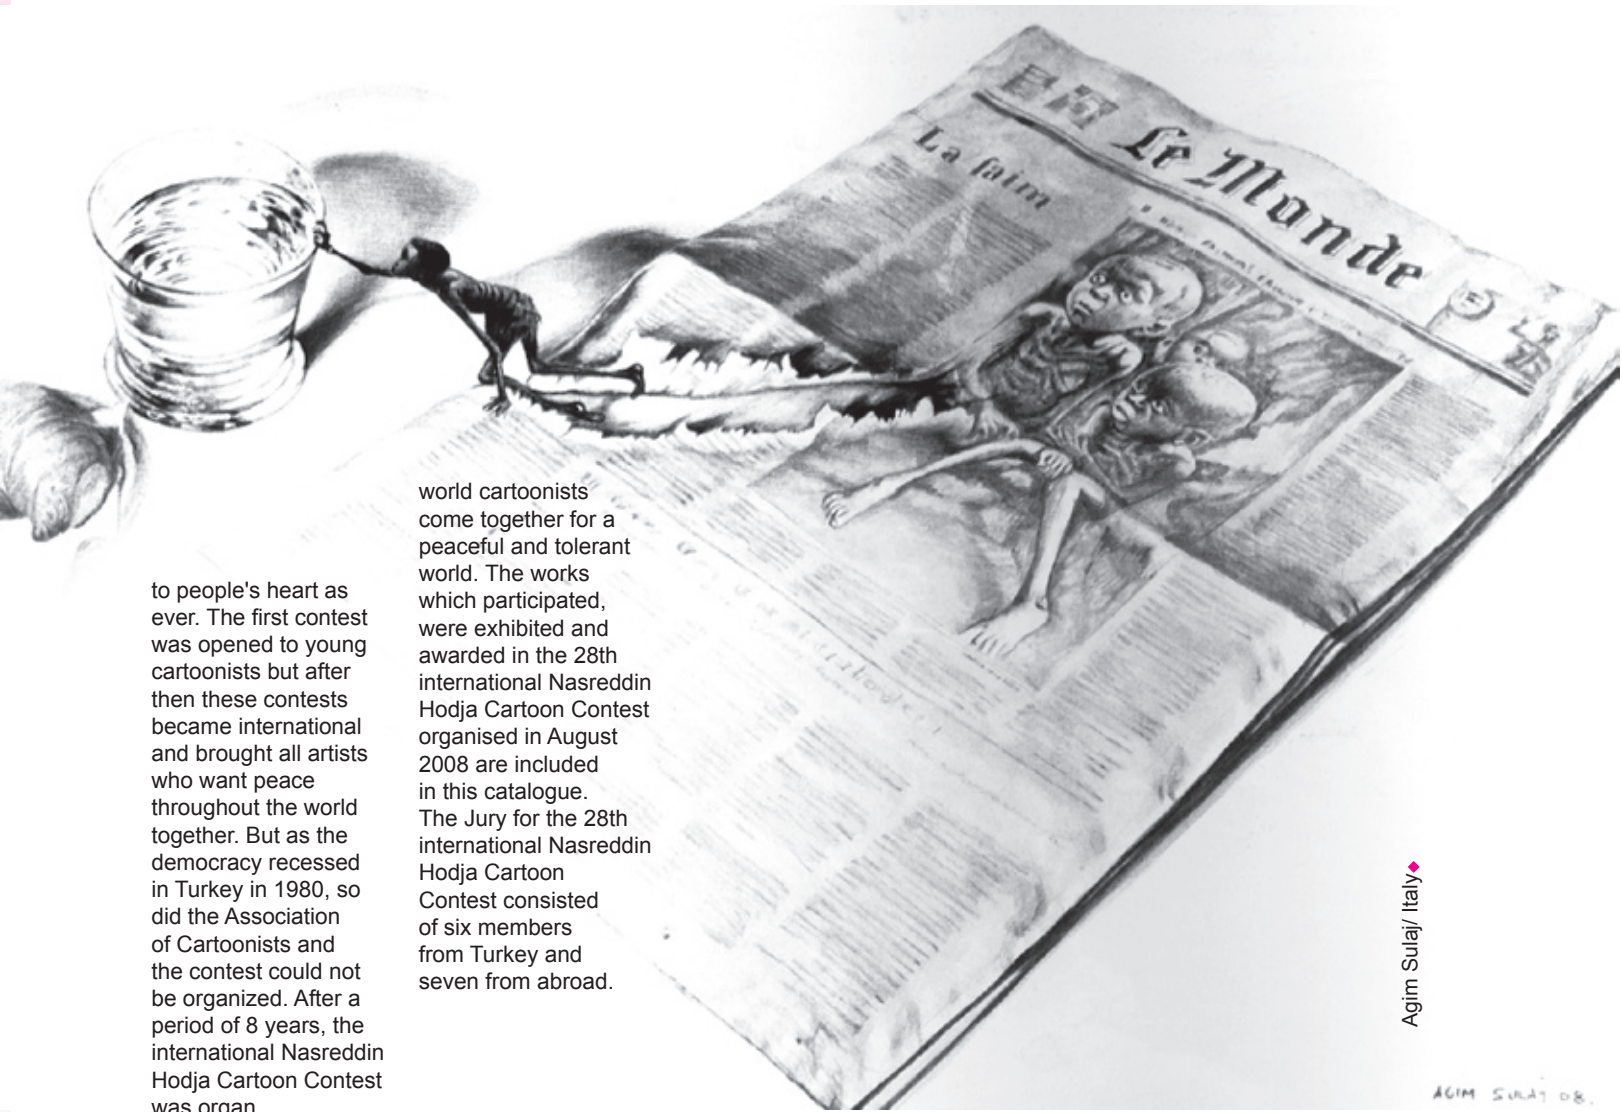 Le Monde
La faim
to people's heart as
ever. The first contest
was opened to young
cartoonists but after
then these contests
became international
and brought all artists
who want peace
throughout the world
together. But as the
democracy recessed
in Turkey in 1980, so
did the Association
of Cartoonists and
the contest could not
be organized. After a
period of 8 years, the
international Nasreddin
Hodja Cartoon Contest
was organ
world cartoonists
come together for a
peaceful and tolerant
world. The works
which participated,
were exhibited and
awarded in the 28th
international Nasreddin
Hodja Cartoon Contest
organised in August
2008 are included
in this catalogue.
The Jury for the 28th
international Nasreddin
Hodja Cartoon
Contest consisted
of six members
from Turkey and
seven from abroad.
Agim Sulaj/ Italy
AGIM SULAJ 08.